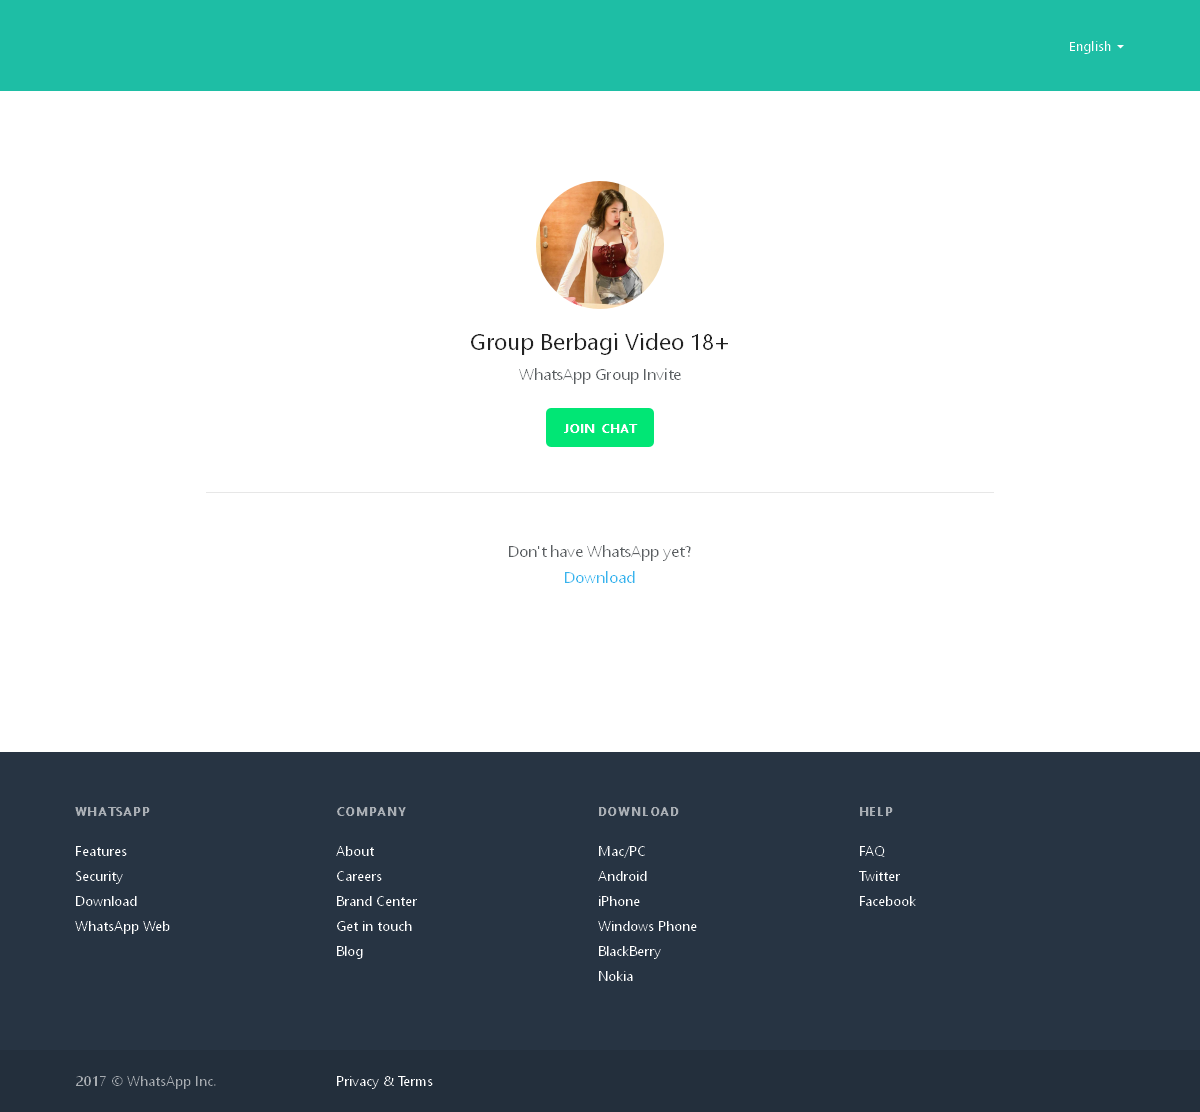 English
Group Berbagi Video 18+
WhatsApp Group Invite
JOIN CHAT
Don't have WhatsApp yet?
Download
WHATSAPP
Features
Security
Download
WhatsApp Web
COMPANY
About
Careers
Brand Center
Get in touch
Blog
DOWNLOAD
Mac/PC
Android
iPhone
Windows Phone
BlackBerry
Nokia
HELP
FAQ
Twitter
Facebook
2017 © WhatsApp Inc.
Privacy & Terms